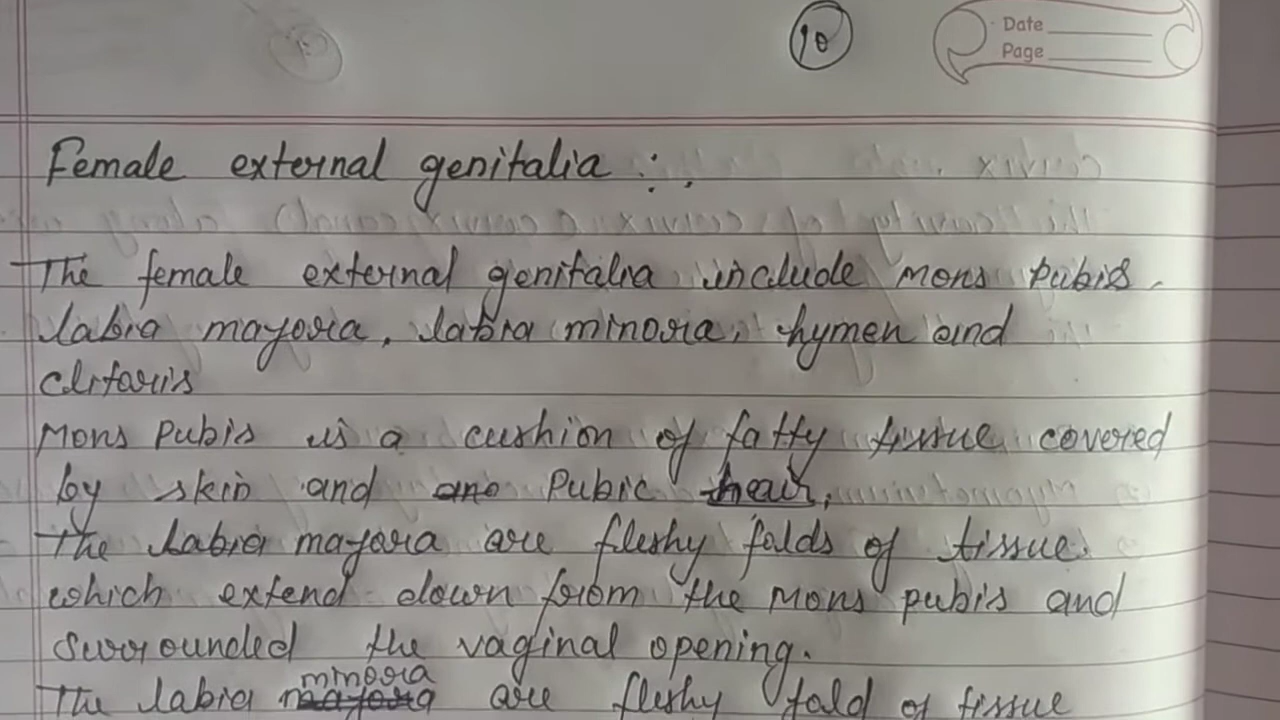 10
Date
Page
Female external genitalia :
The female external genitalia include mons pubis,
labia mayora, labia minora, hymen and
clitoris
Mons Pubis is a cushion of fatty tissue covered
by skin and Pubic hair,
The labia mayora are fleshy folds of tissue.
which extend down from the Mons pubis and
surrounded the vaginal opening.
minora
The labia mayora are fleshy fold of tissue